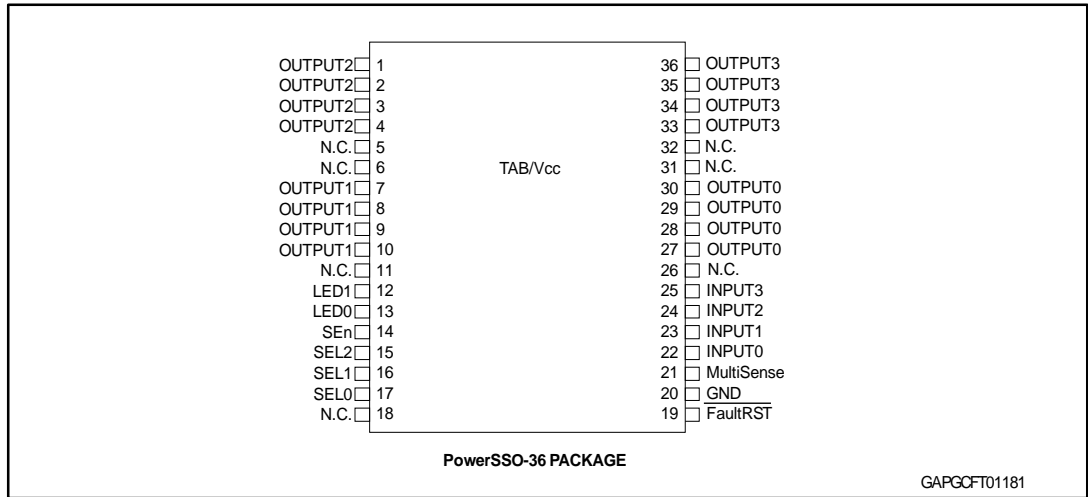 OUTPUT2 1 36 OUTPUT3
OUTPUT2 2 35 OUTPUT3
OUTPUT2 3 34 OUTPUT3
OUTPUT2 4 33 OUTPUT3
N.C. 5 32 N.C.
N.C. 6 TAB/Vcc 31 N.C.
OUTPUT1 7 30 OUTPUT0
OUTPUT1 8 29 OUTPUT0
OUTPUT1 9 28 OUTPUT0
OUTPUT1 10 27 OUTPUT0
N.C. 11 26 N.C.
LED1 12 25 INPUT3
LED0 13 24 INPUT2
SEn 14 23 INPUT1
SEL2 15 22 INPUT0
SEL1 16 21 MultiSense
SEL0 17 20 GND
N.C. 18 19 FaultRST
PowerSSO-36 PACKAGE
GAPGCFT01181